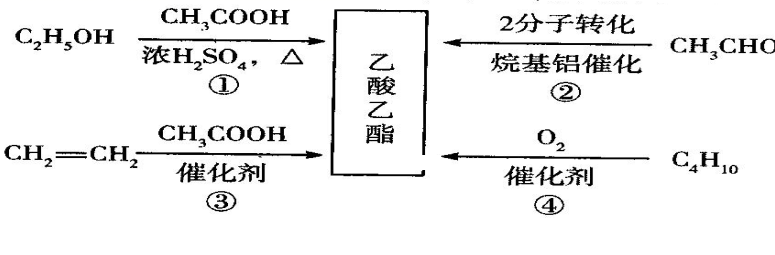 C₂H₅OH
CH₃COOH
浓H₂SO₄，△
①
乙酸乙酯
2分子转化
烷基铝催化
②
CH₃CHO
CH₂=CH₂
CH₃COOH
催化剂
③
O₂
催化剂
④
C₄H₁₀